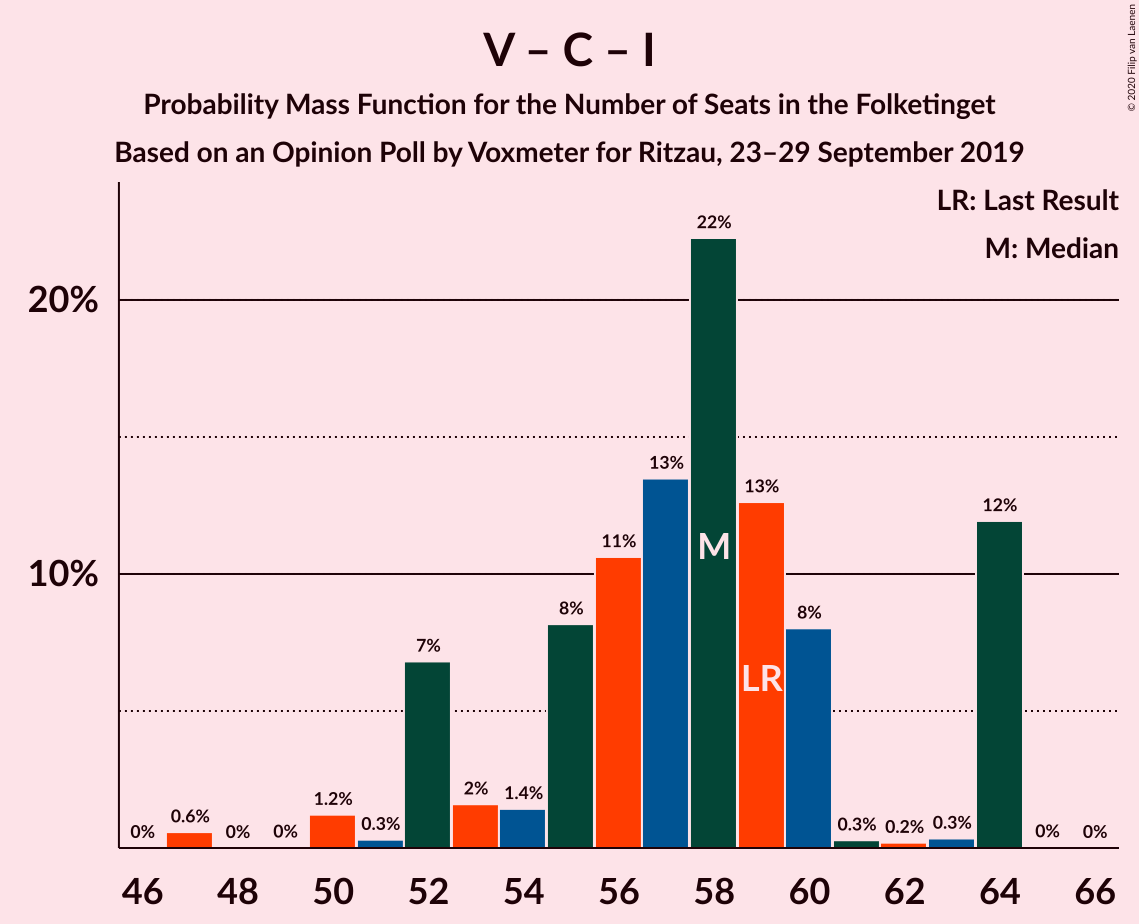 V – C – I
Probability Mass Function for the Number of Seats in the Folketinget
Based on an Opinion Poll by Voxmeter for Ritzau, 23–29 September 2019
© 2020 Filip van Laenen
LR: Last Result
M: Median
20%
10%
0%
0.6%
0%
0%
1.2%
0.3%
7%
2%
1.4%
8%
11%
13%
22%
13%
8%
0.3%
0.2%
0.3%
12%
0%
0%
M
LR
46 48 50 52 54 56 58 60 62 64 66